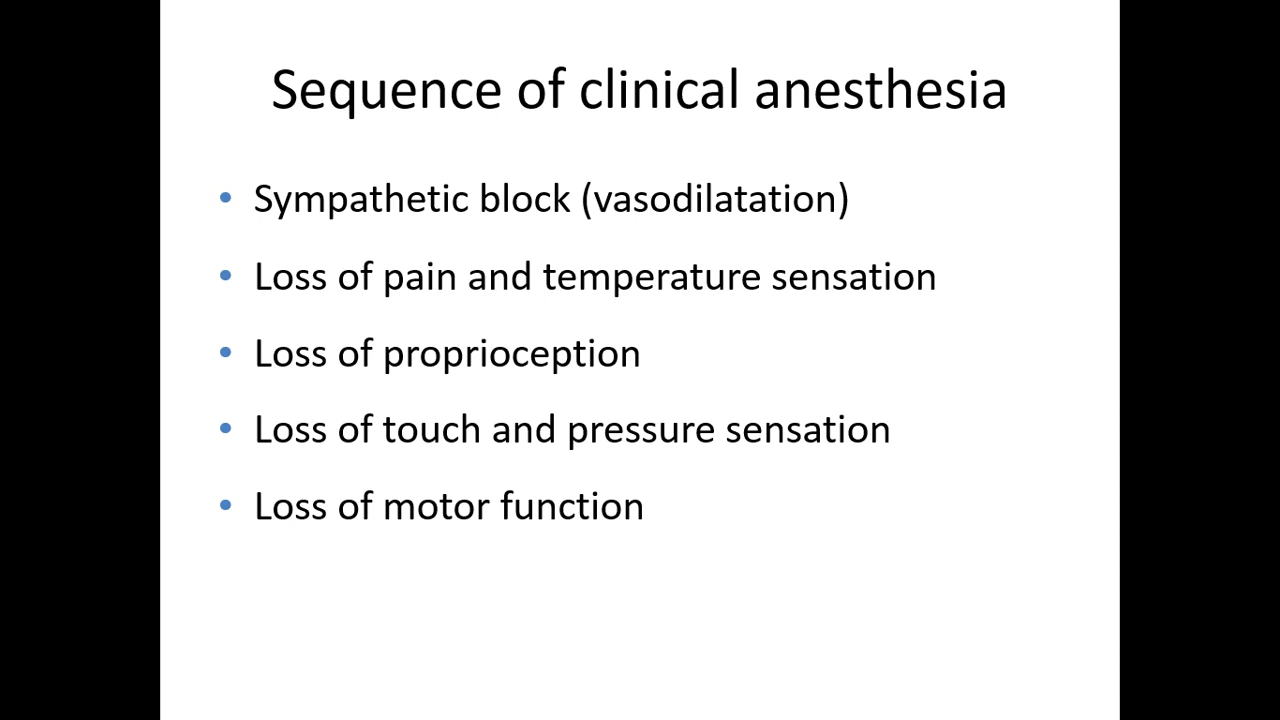 Sequence of clinical anesthesia
• Sympathetic block (vasodilatation)
• Loss of pain and temperature sensation
• Loss of proprioception
• Loss of touch and pressure sensation
• Loss of motor function